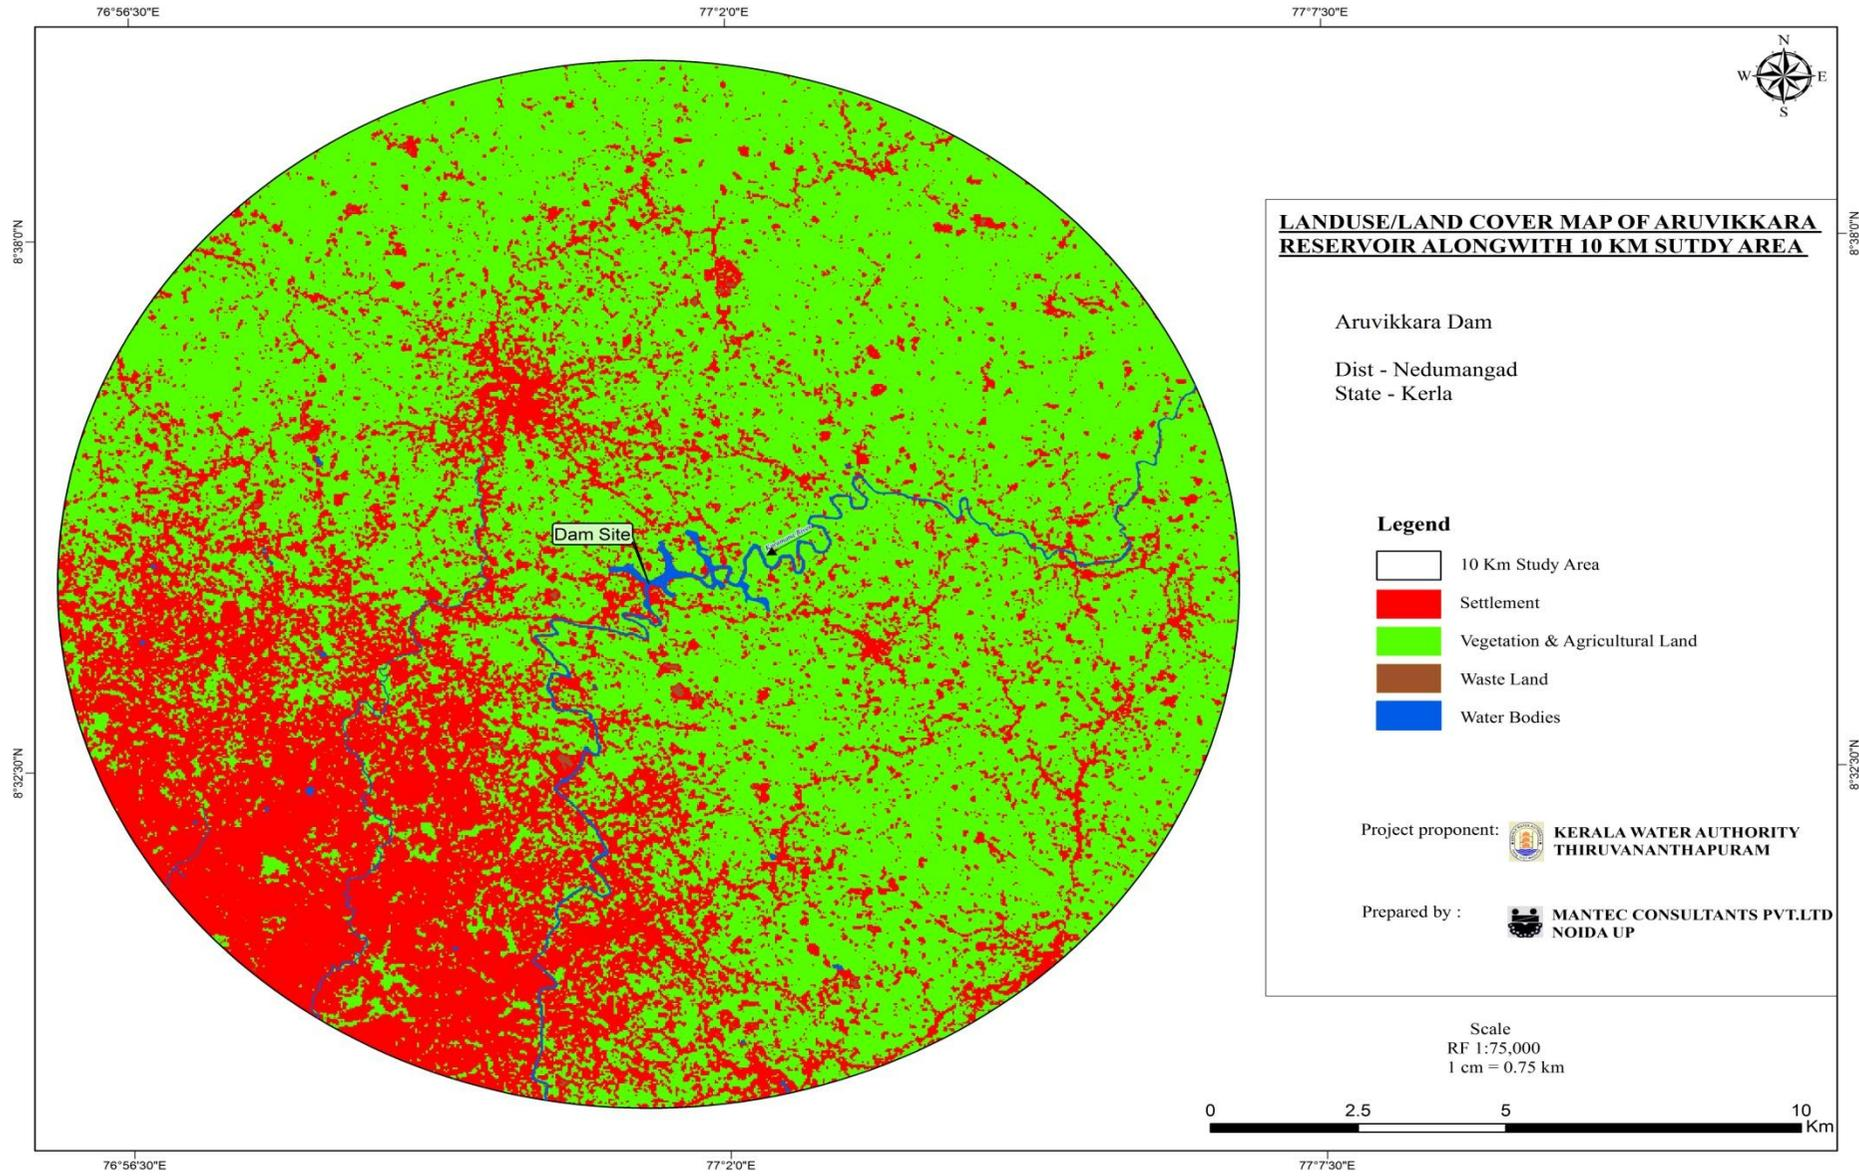 76°56'30"E
77°2'0"E
77°7'30"E
N
W
E
S
8°38'0"N
8°38'0"N
LANDUSE/LAND COVER MAP OF ARUVIKKARA
RESERVOIR ALONGWITH 10 KM SUTDY AREA
Aruvikkara Dam
Dist - Nedumangad
State - Kerla
Dam Site
Legend
10 Km Study Area
Settlement
Vegetation & Agricultural Land
Waste Land
Water Bodies
8°32'30"N
8°32'30"N
Project proponent:
KERALA WATER AUTHORITY
THIRUVANANTHAPURAM
Prepared by :
MANTEC CONSULTANTS PVT.LTD
NOIDA UP
Scale
RF 1:75,000
1 cm = 0.75 km
0
2.5
5
10
Km
76°56'30"E
77°2'0"E
77°7'30"E